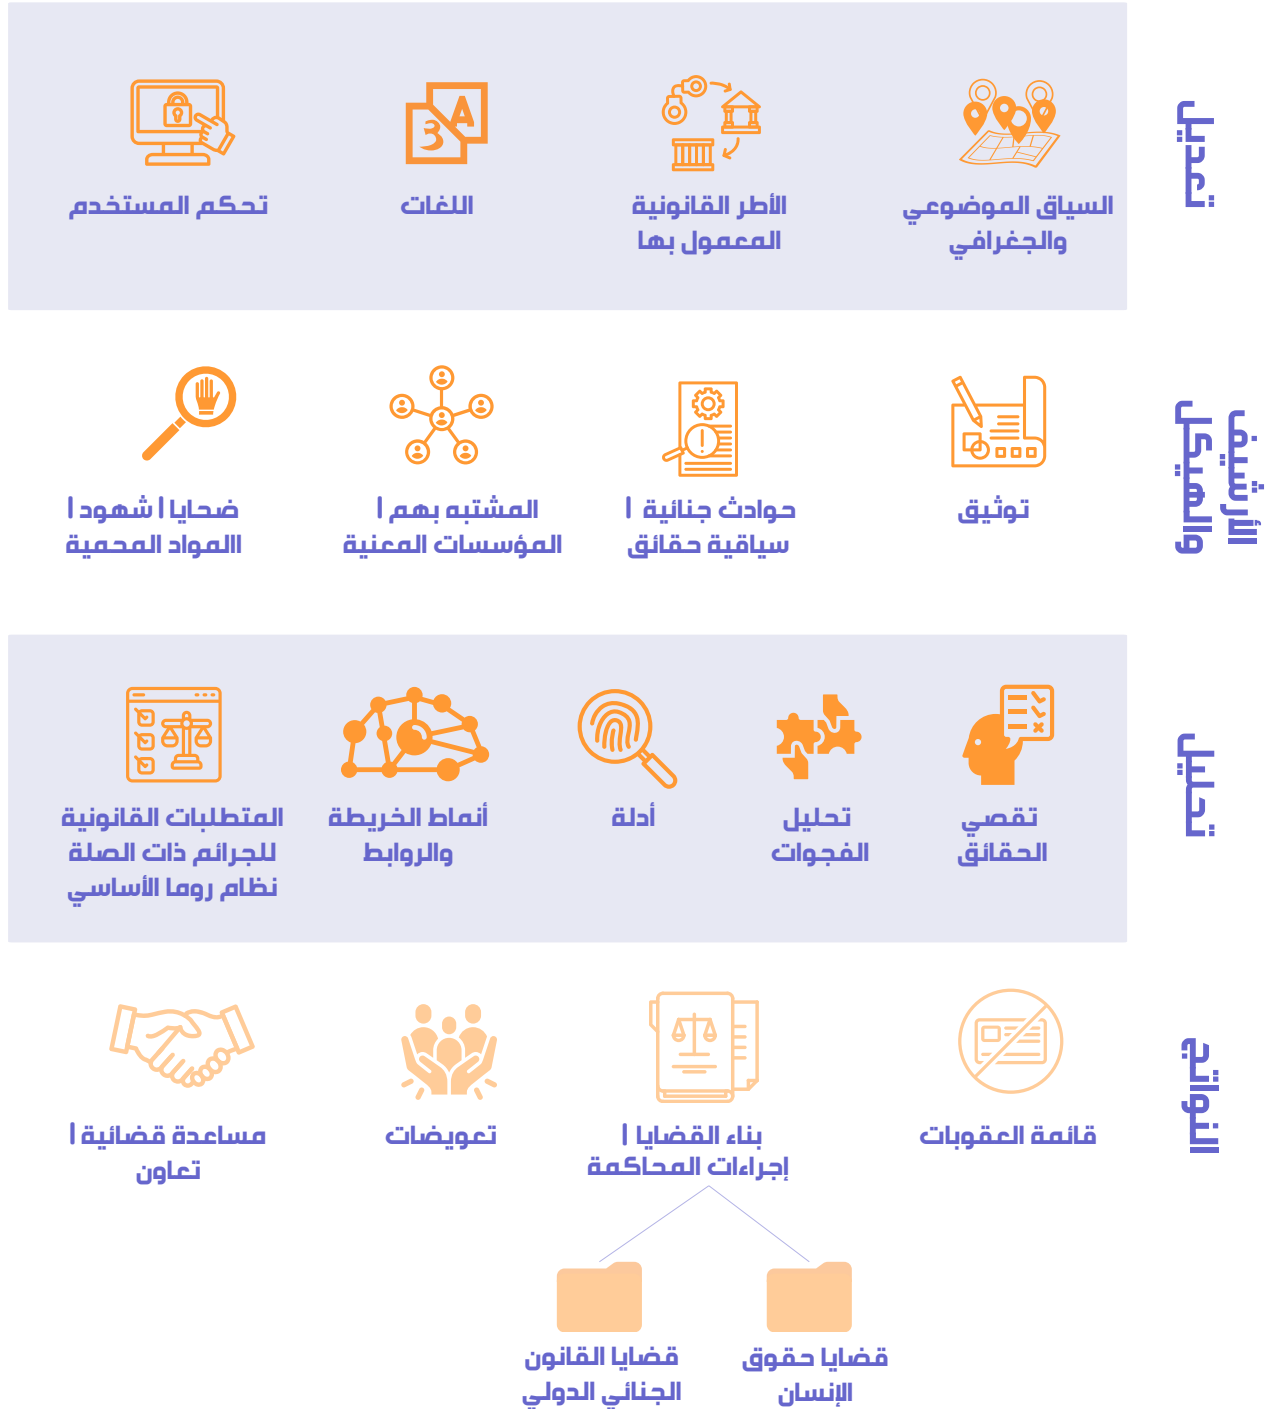 تعديل
السياق الموضوعي
والجغرافي
الأطر القانونية
المعمول بها
اللغات
تحكم المستخدم
الأرشيف
والهيكل
توثيق
حوادث جنائية |
سياقية حقائق
المشتبه بهم |
المؤسسات المعنية
ضحايا | شهود |
االمواد المحمية
تحليل
تقصي
الحقائق
تحليل
الفجوات
أدلة
أنماط الخريطة
والروابط
المتطلبات القانونية
للجرائم ذات الصلة
نظام روما الأساسي
النواتج
قائمة العقوبات
بناء القضايا |
إجراءات المحاكمة
تعويضات
مساعدة قضائية |
تعاون
قضايا حقوق
الإنسان
قضايا القانون
الجنائي الدولي